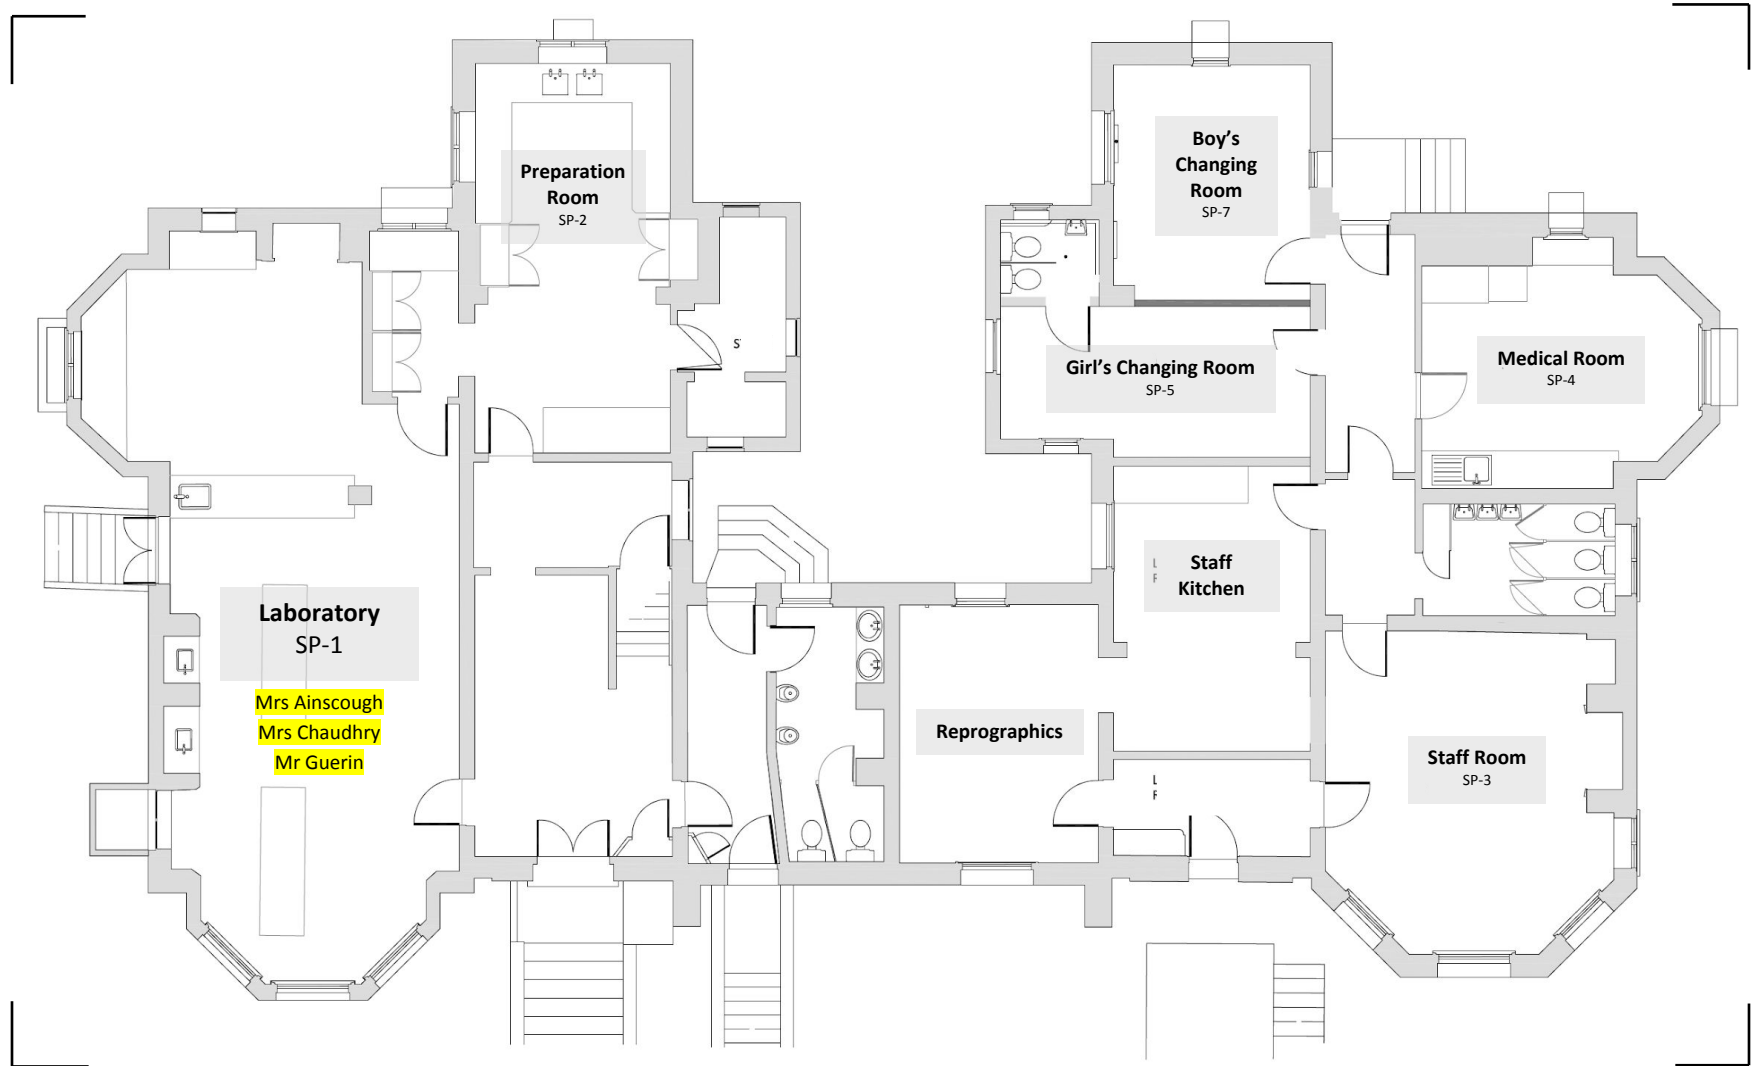 Preparation
Room
SP-2
Boy's
Changing
Room
SP-7
S
Girl's Changing Room
SP-5
Medical Room
SP-4
Laboratory
SP-1
Mrs Ainscough
Mrs Chaudhry
Mr Guerin
Staff
Kitchen
Reprographics
Staff Room
SP-3